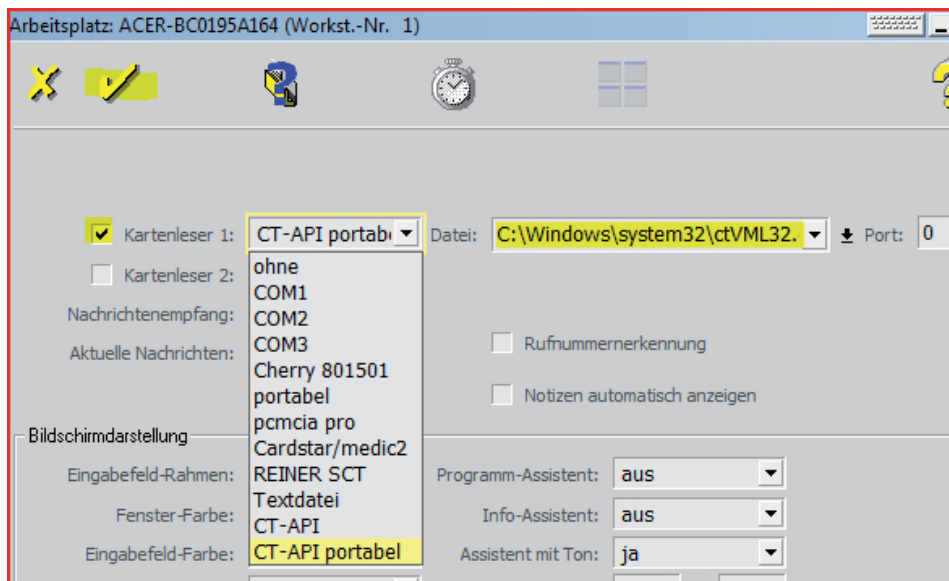 Arbeitsplatz: ACER-BC0195A164 (Workst.-Nr. 1)
Kartenleser 1: CT-API portab Datei: C:\Windows\system32\ctVML32. Port: 0
Kartenleser 2:
Nachrichtenempfang:
Aktuelle Nachrichten:
ohne
COM1
COM2
COM3
Cherry 801501
portabel
pcmcia pro
Cardstar/medic2
REINER SCT
Textdatei
CT-API
CT-API portabel
Rufnummernerkennung
Notizen automatisch anzeigen
Bildschirmdarstellung
Eingabefeld-Rahmen:
Programm-Assistent: aus
Fenster-Farbe:
Info-Assistent: aus
Eingabefeld-Farbe:
Assistent mit Ton: ja